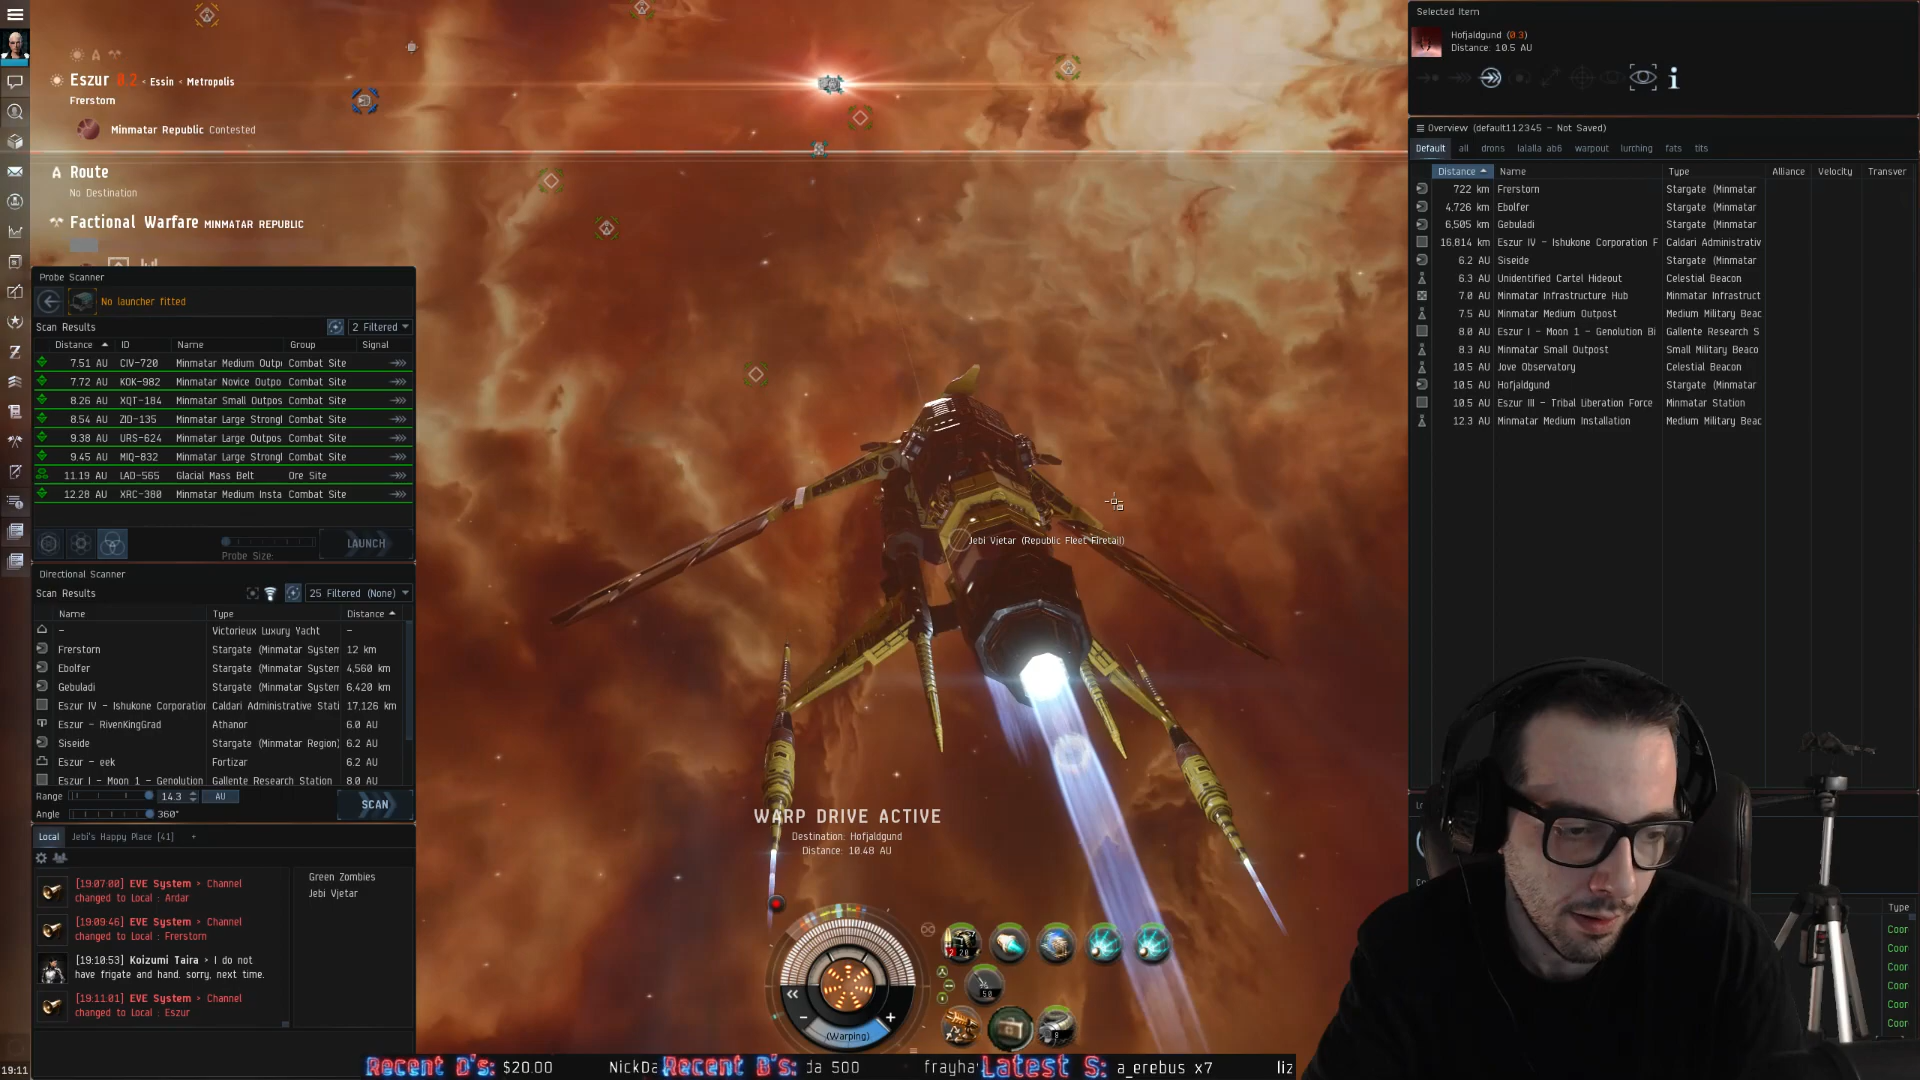 Eszur 0.2 < Essin < Metropolis
Frerstorn
Minmatar Republic Contested
Route
No Destination
Factional Warfare MINMATAR REPUBLIC
Probe Scanner
No launcher fitted
Scan Results 2 Filtered
Distance ID Name Group Signal
7.51 AU CIV-720 Minmatar Medium Outp Combat Site
7.72 AU KDK-982 Minmatar Novice Outpo Combat Site
8.26 AU XQT-184 Minmatar Small Outpos Combat Site
8.54 AU ZID-135 Minmatar Large Strongl Combat Site
9.38 AU URS-624 Minmatar Large Outpos Combat Site
9.45 AU MIQ-832 Minmatar Large Strongl Combat Site
11.19 AU LAD-565 Glacial Mass Belt Ore Site
12.28 AU XRC-380 Minmatar Medium Insta Combat Site
Probe Size:
LAUNCH
Directional Scanner
Scan Results 25 Filtered (None)
Name Type Distance
– Victorieux Luxury Yacht –
Frerstorn Stargate (Minmatar System 12 km
Ebolfer Stargate (Minmatar System 4,560 km
Gebuladi Stargate (Minmatar System 6,420 km
Eszur IV – Ishukone Corporation Caldari Administrative Stati 17,126 km
Eszur – RivenKingGrad Athanor 6.0 AU
Siseide Stargate (Minmatar Region) 6.2 AU
Eszur – eek Fortizar 6.2 AU
Eszur I – Moon 1 – Genolution Gallente Research Station 8.0 AU
Range 14.3 AU
Angle 360°
SCAN
Local Jebi's Happy Place [41] +
[19:07:00] EVE System > Channel
changed to Local : Ardar
[19:09:46] EVE System > Channel
changed to Local : Frerstorn
[19:10:53] Koizumi Taira > I do not
have frigate and hand. sorry, next time.
[19:11:01] EVE System > Channel
changed to Local : Eszur
Green Zombies
Jebi Vjetar
19:11
Jebi Vjetar (Republic Fleet Firetail)
WARP DRIVE ACTIVE
Destination: Hofjaldgund
Distance: 10.48 AU
(Warping)
50
Recent D's: $20.00 NickDa Recent B's: da 500 frayha Latest S: a_erebus x7 liz
Selected Item
Hofjaldgund (0.3)
Distance: 10.5 AU
Overview (default112345 – Not Saved)
Default all drons lalalla ab6 warpout lurching fats tits
Distance Name Type Alliance Velocity Transver
722 km Frerstorn Stargate (Minmatar
4,726 km Ebolfer Stargate (Minmatar
6,505 km Gebuladi Stargate (Minmatar
16,814 km Eszur IV – Ishukone Corporation F Caldari Administrativ
6.2 AU Siseide Stargate (Minmatar
6.3 AU Unidentified Cartel Hideout Celestial Beacon
7.0 AU Minmatar Infrastructure Hub Minmatar Infrastruct
7.5 AU Minmatar Medium Outpost Medium Military Beac
8.0 AU Eszur I – Moon 1 – Genolution Bi Gallente Research S
8.3 AU Minmatar Small Outpost Small Military Beaco
10.5 AU Jove Observatory Celestial Beacon
10.5 AU Hofjaldgund Stargate (Minmatar
10.5 AU Eszur III – Tribal Liberation Force Minmatar Station
12.3 AU Minmatar Medium Installation Medium Military Beac
Type
Coor
Coor
Coor
Coor
Coor
Coor